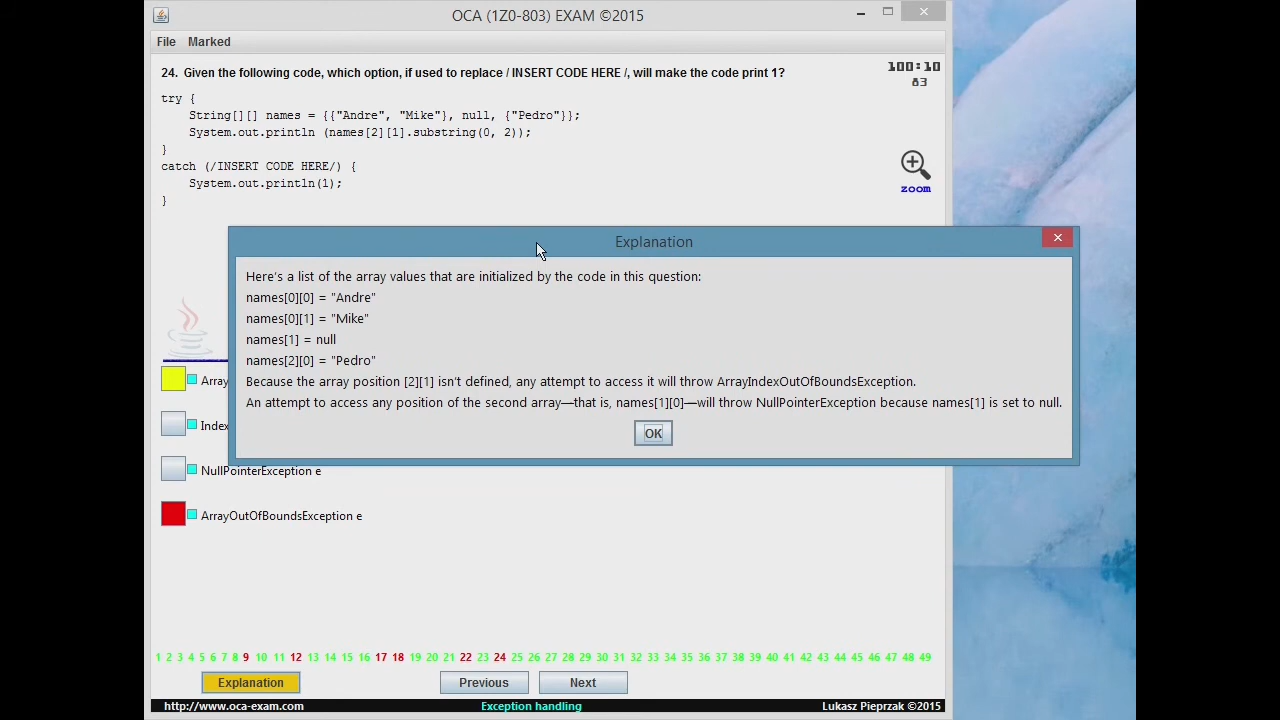 OCA (1Z0-803) EXAM ©2015
File Marked
24. Given the following code, which option, if used to replace / INSERT CODE HERE /, will make the code print 1?
100:10
83
try {
String[][] names = {{"Andre", "Mike"}, null, {"Pedro"}};
System.out.println (names[2][1].substring(0, 2));
}
catch (/INSERT CODE HERE/) {
System.out.println(1);
}
zoom
Explanation
Here's a list of the array values that are initialized by the code in this question:
names[0][0] = "Andre"
names[0][1] = "Mike"
names[1] = null
names[2][0] = "Pedro"
Because the array position [2][1] isn't defined, any attempt to access it will throw ArrayIndexOutOfBoundsException.
An attempt to access any position of the second array—that is, names[1][0]—will throw NullPointerException because names[1] is set to null.
OK
Array
Index
NullPointerException e
ArrayOutOfBoundsException e
1 2 3 4 5 6 7 8 9 10 11 12 13 14 15 16 17 18 19 20 21 22 23 24 25 26 27 28 29 30 31 32 33 34 35 36 37 38 39 40 41 42 43 44 45 46 47 48 49
Explanation Previous Next
http://www.oca-exam.com Exception handling Lukasz Pieprzak ©2015